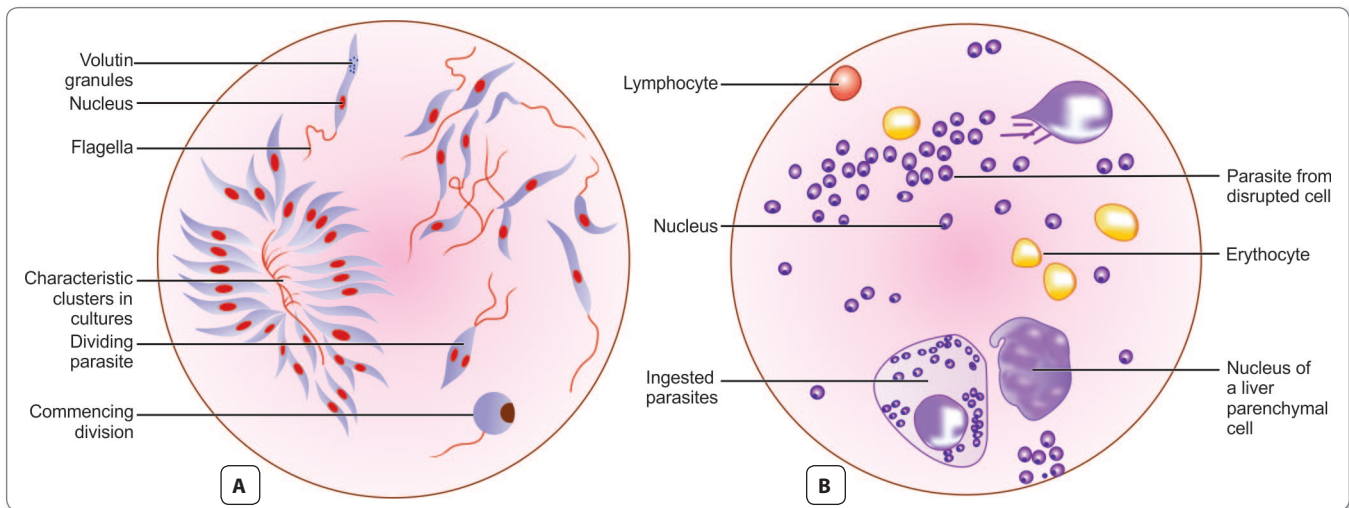 Volutin
granules
Nucleus
Flagella
Characteristic
clusters in
cultures
Dividing
parasite
Commencing
division
A
Lymphocyte
Nucleus
Ingested
parasites
Parasite from
disrupted cell
Erythocyte
Nucleus of
a liver
parenchymal
cell
B